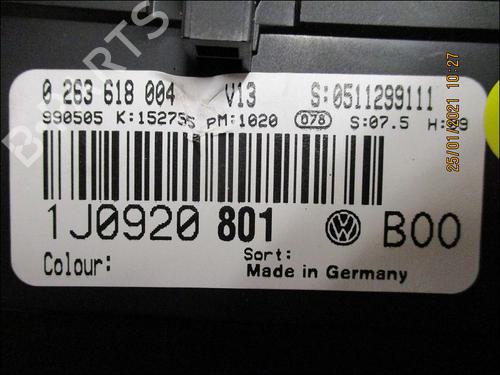 0 263 618 004 V13 S:0511299111
990505 pM:1020 078 S:07.5
1J0920 801 B00
Colour: Sort:
Made in Germany
25/01/2021 10:27